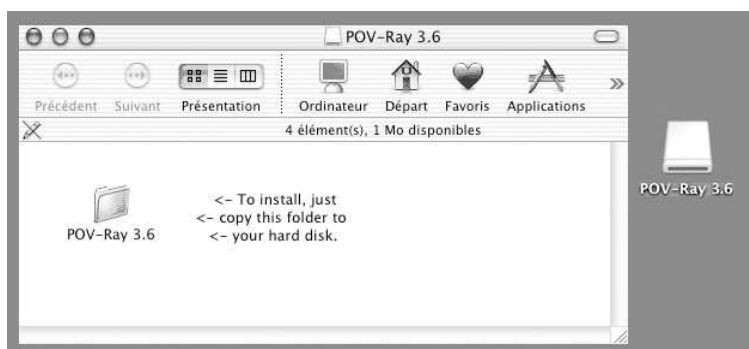 POV-Ray 3.6
Précédent Suivant Présentation Ordinateur Départ Favoris Applications
4 élément(s), 1 Mo disponibles
<- To install, just
<- copy this folder to
<- your hard disk.
POV-Ray 3.6
POV-Ray 3.6